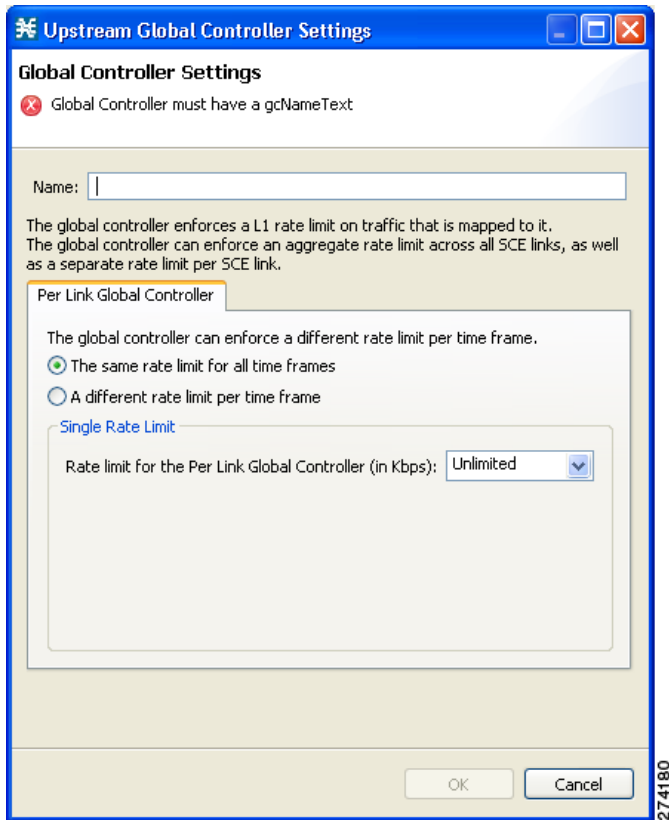 Upstream Global Controller Settings
Global Controller Settings
Global Controller must have a gcNameText
Name:
The global controller enforces a L1 rate limit on traffic that is mapped to it.
The global controller can enforce an aggregate rate limit across all SCE links, as well
as a separate rate limit per SCE link.
Per Link Global Controller
The global controller can enforce a different rate limit per time frame.
The same rate limit for all time frames
A different rate limit per time frame
Single Rate Limit
Rate limit for the Per Link Global Controller (in Kbps): Unlimited
OK Cancel
274180